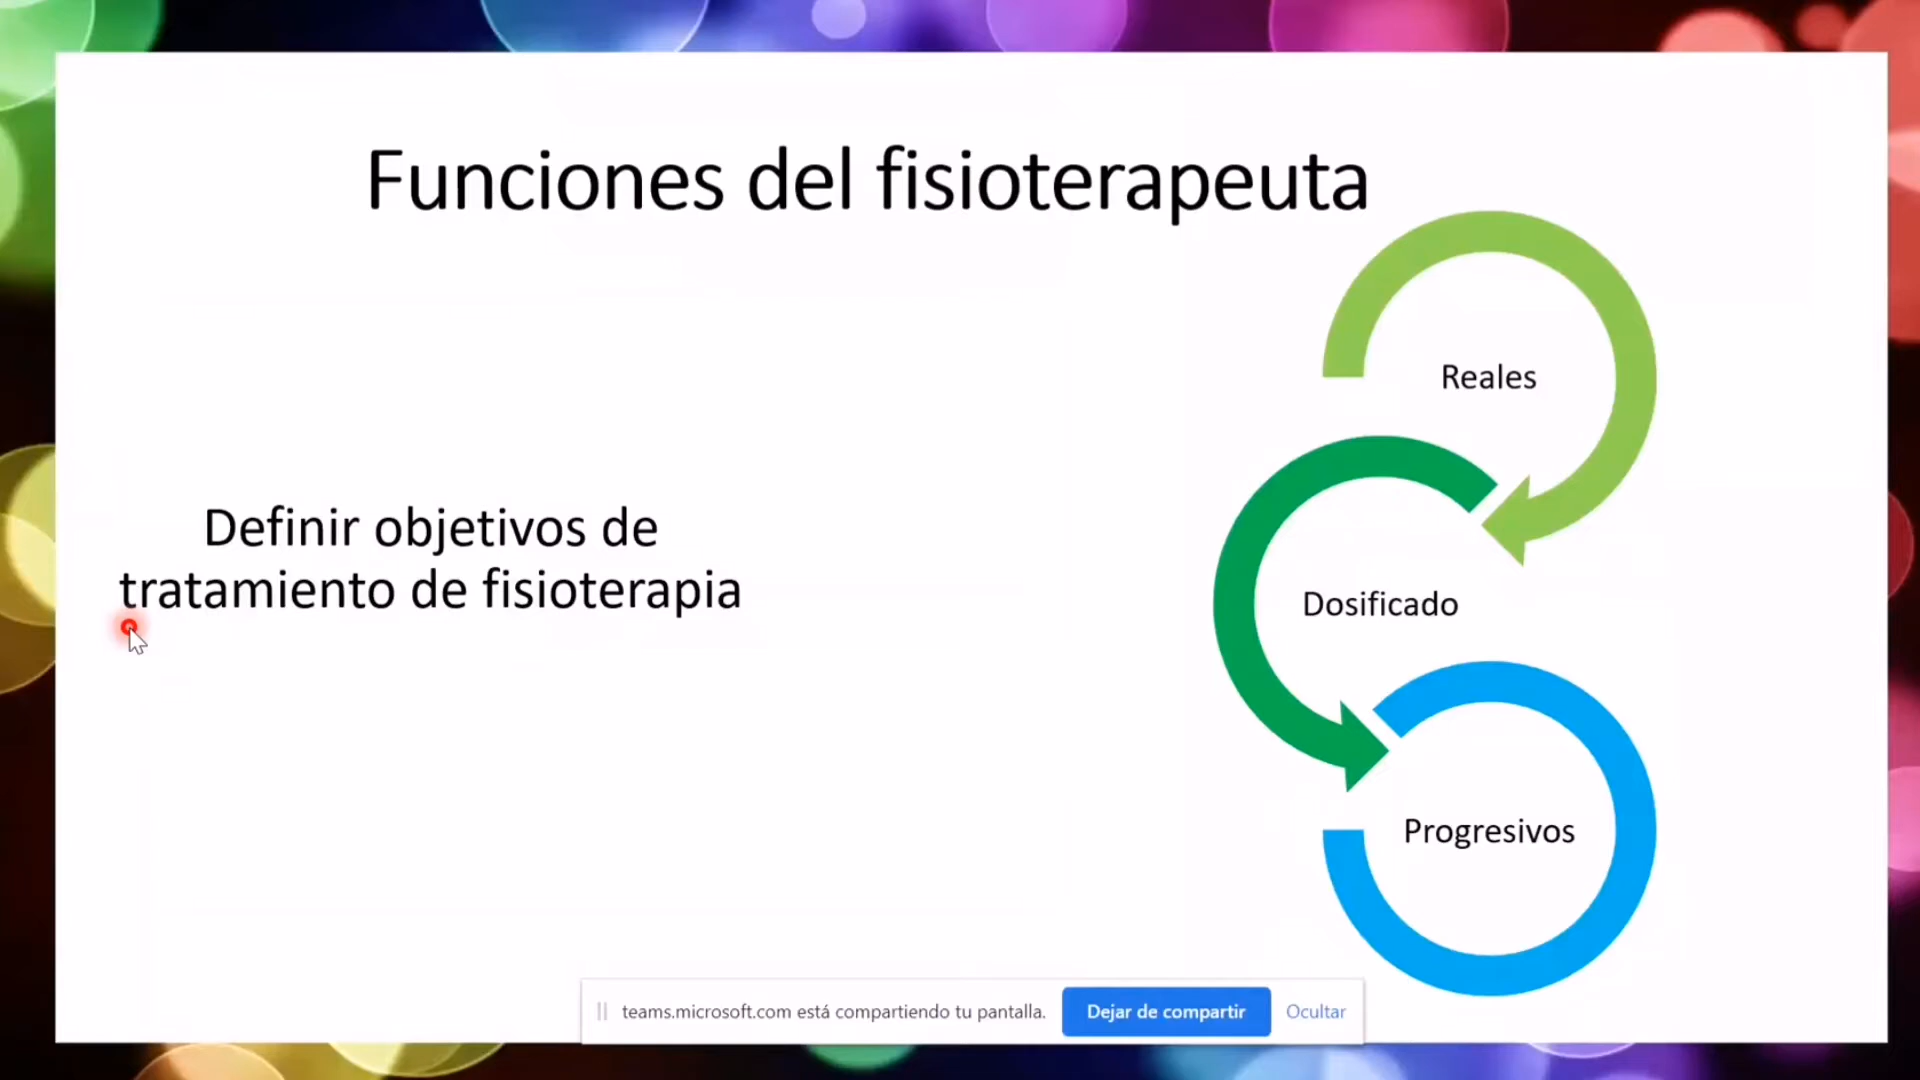 Funciones del fisioterapeuta
Reales
Definir objetivos de
tratamiento de fisioterapia
Dosificado
Progresivos
teams.microsoft.com está compartiendo tu pantalla. Dejar de compartir Ocultar